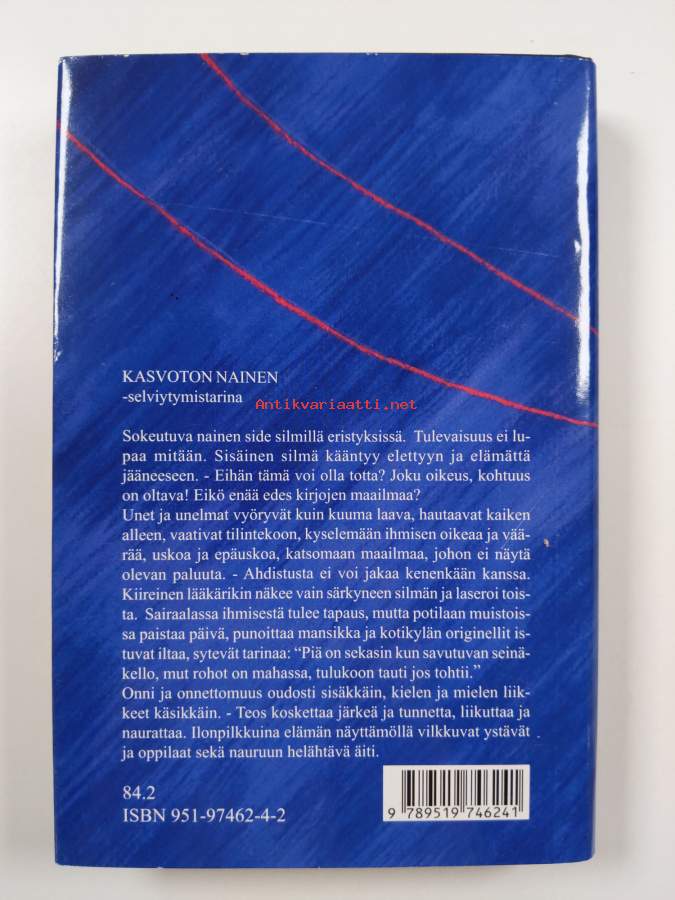 KASVOTON NAINEN
-selviytymistarina
Antikvariaatti.net
Sokeutuva nainen side silmillä eristyksissä. Tulevaisuus ei lu-
paa mitään. Sisäinen silmä kääntyy elettyyn ja elämättä
jääneeseen. - Eihän tämä voi olla totta? Joku oikeus, kohtuus
on oltava! Eikö enää edes kirjojen maailmaa?
Unet ja unelmat vyöryvät kuin kuuma laava, hautaavat kaiken
alleen, vaativat tilintekoon, kyselemään ihmisen oikeaa ja vää-
rää, uskoa ja epäuskoa, katsomaan maailmaa, johon ei näytä
olevan paluuta. - Ahdistusta ei voi jakaa kenenkään kanssa.
Kiireinen lääkärikin näkee vain särkyneen silmän ja laseroi tois-
ta. Sairaalassa ihmisestä tulee tapaus, mutta potilaan muistois-
sa paistaa päivä, punoittaa mansikka ja kotikylän originellit is-
tuvat iltaa, sytevät tarinaa: “Piä on sekasin kun savutuvan seinä-
kello, mut rohot on mahassa, tulukoon tauti jos tohtii.”
Onni ja onnettomuus oudosti sisäkkäin, kielen ja mielen liik-
keet käsikkäin. - Teos koskettaa järkeä ja tunnetta, liikuttaa ja
naurattaa. Ilonpilkkuina elämän näyttämöllä vilkkuvat ystävät
ja oppilaat sekä nauruun helähtävä äiti.
84.2
ISBN 951-97462-4-2
9 789519 746241